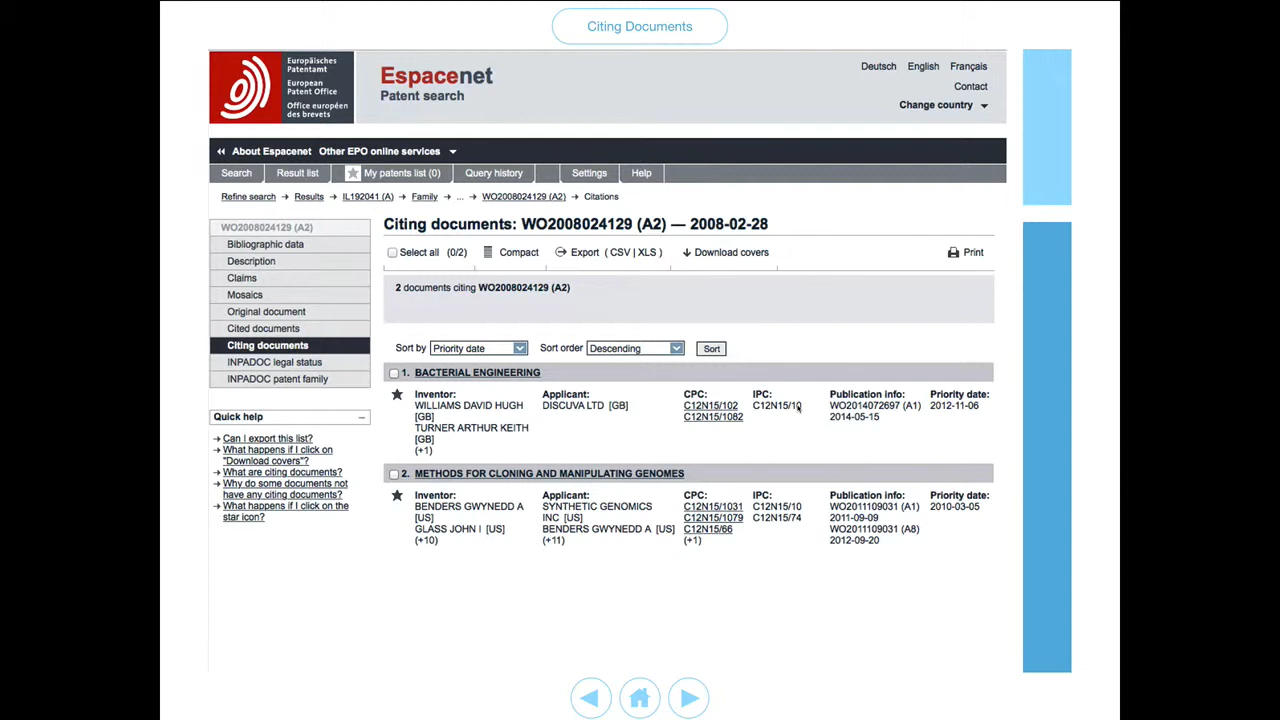 Citing Documents
Europäisches
Patentamt
European
Patent Office
Office européen
des brevets
Espacenet
Patent search
Deutsch English Français
Contact
Change country
About Espacenet Other EPO online services
Search Result list My patents list (0) Query history Settings Help
Refine search → Results → IL192041 (A) → Family → ... → WO2008024129 (A2) → Citations
WO2008024129 (A2)
Bibliographic data
Description
Claims
Mosaics
Original document
Cited documents
Citing documents
INPADOC legal status
INPADOC patent family
Quick help –
→ Can I export this list?
→ What happens if I click on
"Download covers"?
→ What are citing documents?
→ Why do some documents not
have any citing documents?
→ What happens if I click on the
star icon?
Citing documents: WO2008024129 (A2) — 2008-02-28
Select all (0/2) Compact Export ( CSV | XLS ) Download covers Print
2 documents citing WO2008024129 (A2)
Sort by Priority date Sort order Descending Sort
1. BACTERIAL ENGINEERING
Inventor: Applicant: CPC: IPC: Publication info: Priority date:
WILLIAMS DAVID HUGH DISCUVA LTD [GB] C12N15/102 C12N15/10 WO2014072697 (A1) 2012-11-06
[GB] C12N15/1082 2014-05-15
TURNER ARTHUR KEITH
[GB]
(+1)
2. METHODS FOR CLONING AND MANIPULATING GENOMES
Inventor: Applicant: CPC: IPC: Publication info: Priority date:
BENDERS GWYNEDD A SYNTHETIC GENOMICS C12N15/1031 C12N15/10 WO2011109031 (A1) 2010-03-05
[US] INC [US] C12N15/1079 C12N15/74 2011-09-09
GLASS JOHN I [US] BENDERS GWYNEDD A [US] C12N15/66 WO2011109031 (A8)
(+10) (+11) (+1) 2012-09-20